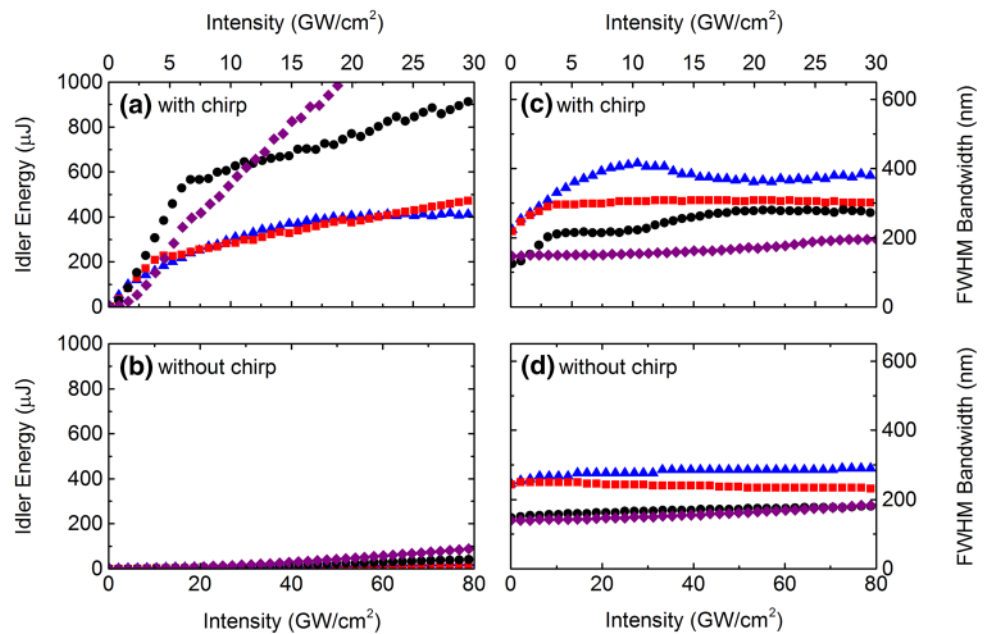 Intensity (GW/cm²) Intensity (GW/cm²)
0 5 10 15 20 25 30 0 5 10 15 20 25 30
1000 800 600 400 200 0
Idler Energy (μJ)
(a) with chirp
(c) with chirp
600 400 200 0
FWHM Bandwidth (nm)
1000 800 600 400 200 0
Idler Energy (μJ)
(b) without chirp
(d) without chirp
600 400 200 0
FWHM Bandwidth (nm)
0 20 40 60 80 0 20 40 60 80
Intensity (GW/cm²) Intensity (GW/cm²)